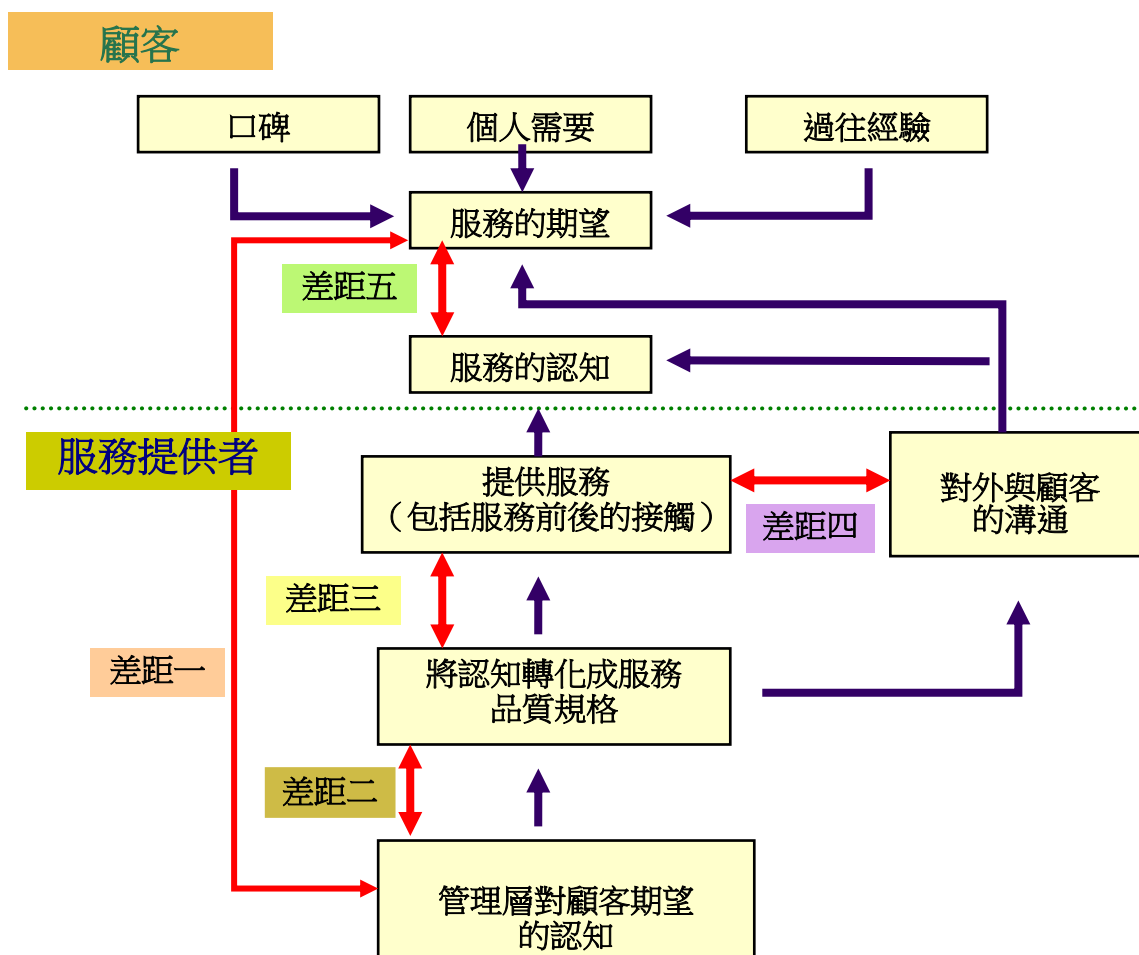 顧客
口碑
個人需要
過往經驗
服務的期望
差距五
服務的認知
服務提供者
提供服務
（包括服務前後的接觸）
差距四
對外與顧客
的溝通
差距三
差距一
將認知轉化成服務
品質規格
差距二
管理層對顧客期望
的認知